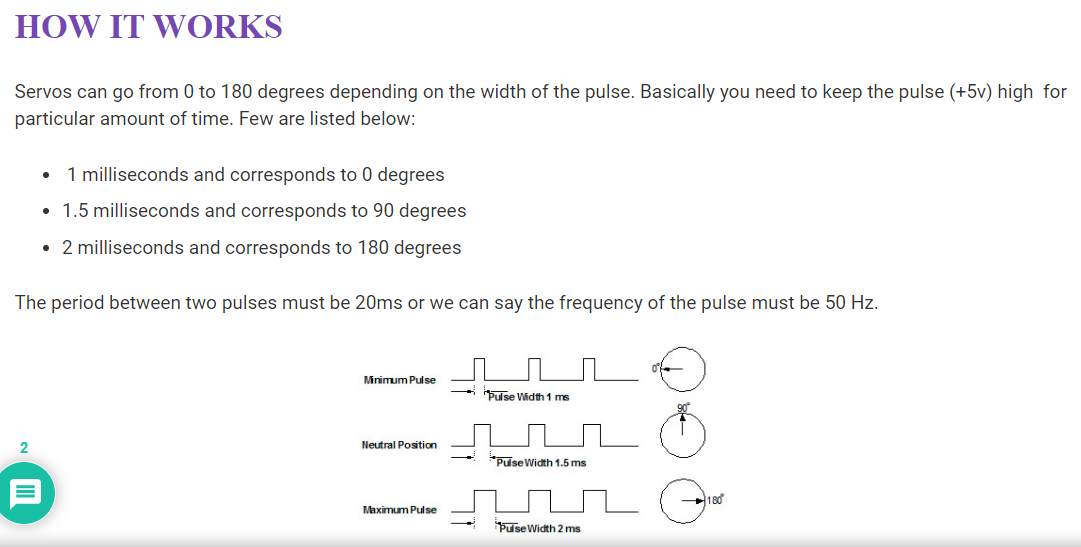 HOW IT WORKS
Servos can go from 0 to 180 degrees depending on the width of the pulse. Basically you need to keep the pulse (+5v) high for
particular amount of time. Few are listed below:
• 1 milliseconds and corresponds to 0 degrees
• 1.5 milliseconds and corresponds to 90 degrees
• 2 milliseconds and corresponds to 180 degrees
The period between two pulses must be 20ms or we can say the frequency of the pulse must be 50 Hz.
Minimum Pulse
0°
Pulse Width 1 ms
90°
2
Neutral Position
Pulse Width 1.5 ms
Maximum Pulse
180°
Pulse Width 2 ms